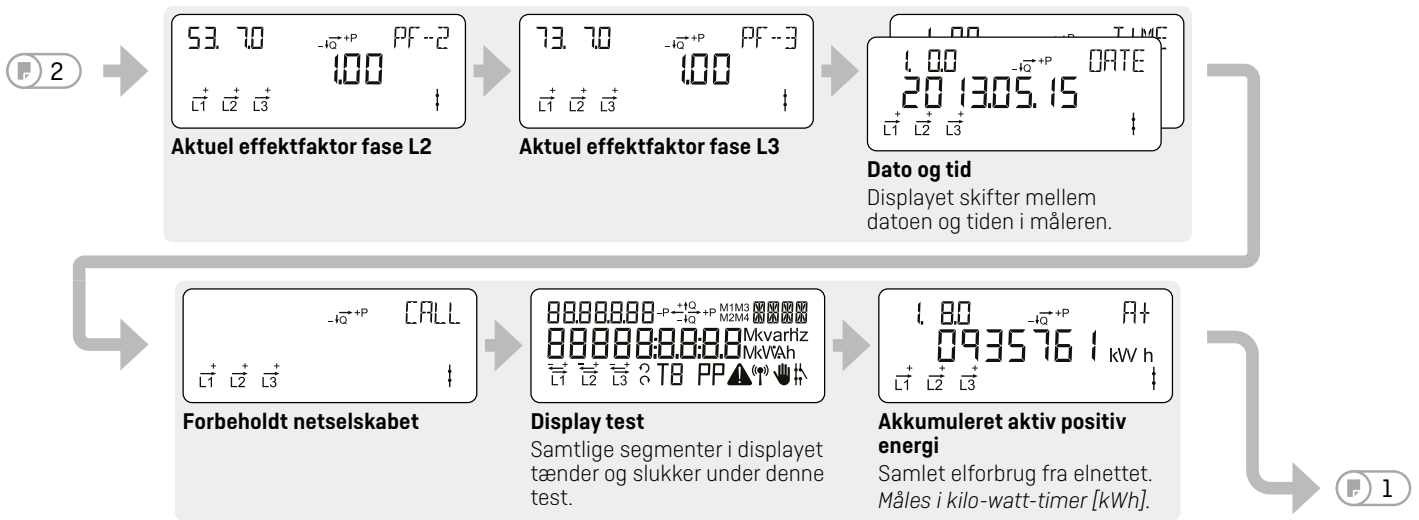 2
53. 7.0 -Q +P PF--2
1.00
L1 L2 L3
Aktuel effektfaktor fase L2
73. 7.0 -Q +P PF--3
1.00
L1 L2 L3
Aktuel effektfaktor fase L3
TIME
1. 0.0 -Q +P DATE
2013.05.15
L1 L2 L3
Dato og tid
Displayet skifter mellem
datoen og tiden i måleren.
-Q +P CALL
L1 L2 L3
Forbeholdt netselskabet
88.8.8.8.88 -P +Q -Q +P M1M3
M2M4
88888:8.8:8.8 Mkvarhz
MkWAh
L1 L2 L3 T8 PP
Display test
Samtlige segmenter i displayet
tænder og slukker under denne
test.
1. 8.0 -Q +P A+
0935761 kW h
L1 L2 L3
Akkumuleret aktiv positiv
energi
Samlet elforbrug fra elnettet.
Måles i kilo-watt-timer [kWh].
1